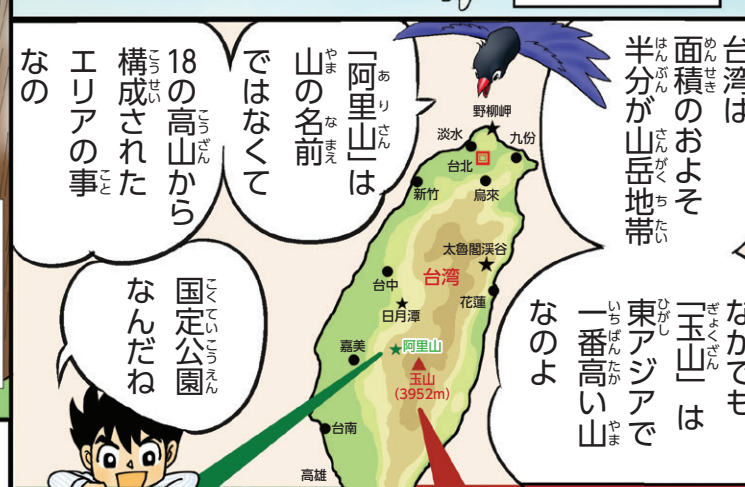 台湾は
面積のおよそ
半分が山岳地帯
なかでも
「玉山」は
東アジアで
一番高い山
なのよ
「阿里山」は
山の名前
ではなくて
18の高山から
構成された
エリアの事
なの
国定公園
なんだね
野柳岬
淡水
九份
台北
新竹
烏來
太魯閣渓谷
台湾
台中
花蓮
日月潭
嘉美
阿里山
玉山
(3952m)
台南
高雄